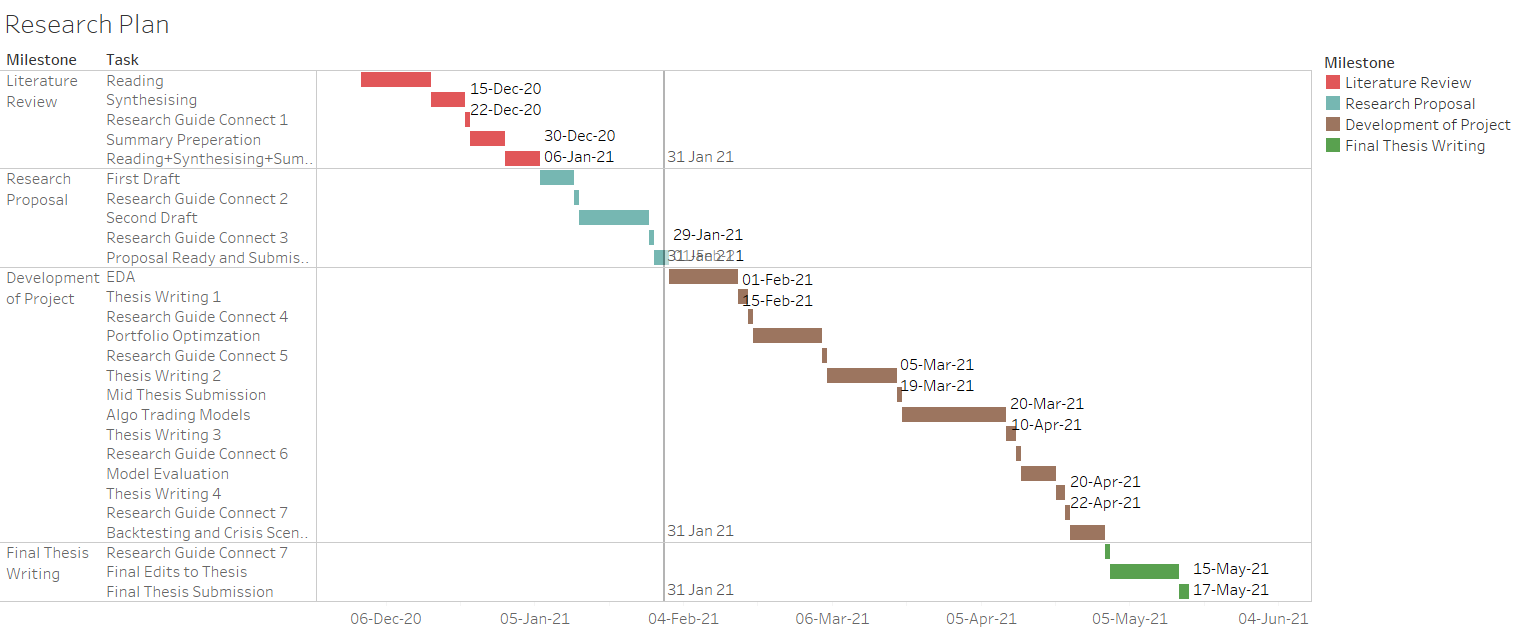 Research Plan
Milestone Task
Milestone
Literature Review
Reading
Synthesising
Research Guide Connect 1
Summary Preperation
Reading+Synthesising+Sum..
15-Dec-20
22-Dec-20
30-Dec-20
06-Jan-21
31 Jan 21
Literature Review
Research Proposal
Development of Project
Final Thesis Writing
Research Proposal
First Draft
Research Guide Connect 2
Second Draft
Research Guide Connect 3
Proposal Ready and Submis..
29-Jan-21
31 Jan 21
01-Feb-21
Development of Project
EDA
Thesis Writing 1
Research Guide Connect 4
Portfolio Optimzation
Research Guide Connect 5
Thesis Writing 2
Mid Thesis Submission
Algo Trading Models
Thesis Writing 3
Research Guide Connect 6
Model Evaluation
Thesis Writing 4
Research Guide Connect 7
Backtesting and Crisis Scen..
01-Feb-21
15-Feb-21
05-Mar-21
19-Mar-21
20-Mar-21
10-Apr-21
20-Apr-21
22-Apr-21
31 Jan 21
Final Thesis Writing
Research Guide Connect 7
Final Edits to Thesis
Final Thesis Submission
15-May-21
17-May-21
31 Jan 21
06-Dec-20 05-Jan-21 04-Feb-21 06-Mar-21 05-Apr-21 05-May-21 04-Jun-21